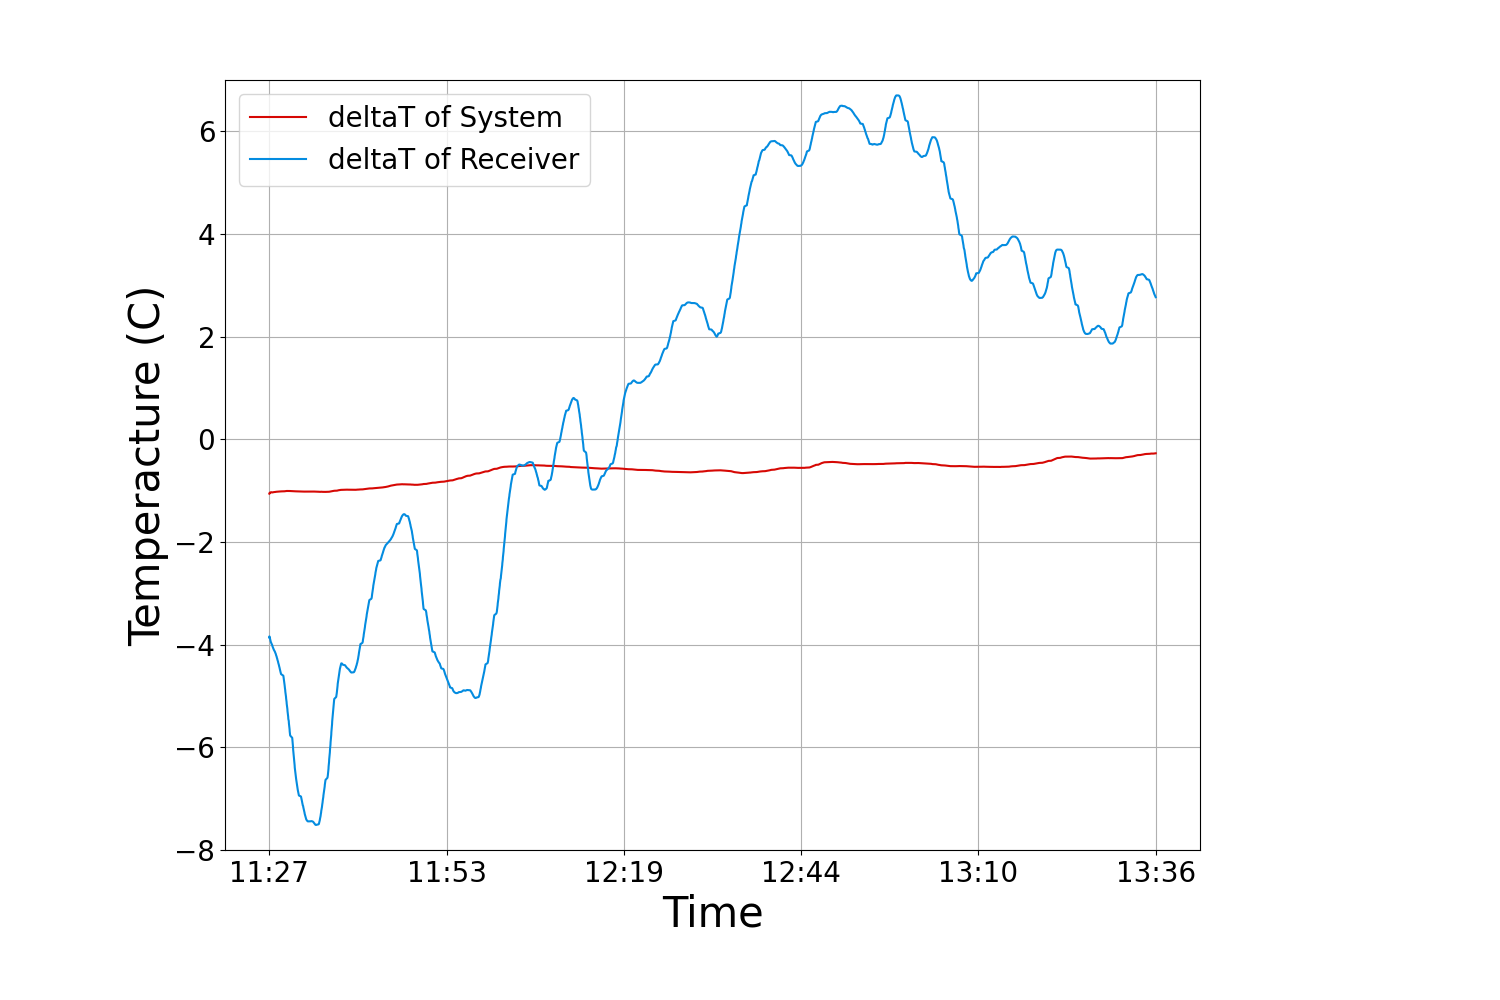 deltaT of System
deltaT of Receiver
Temperacture (C)
6
4
2
0
−2
−4
−6
−8
11:27 11:53 12:19 12:44 13:10 13:36
Time